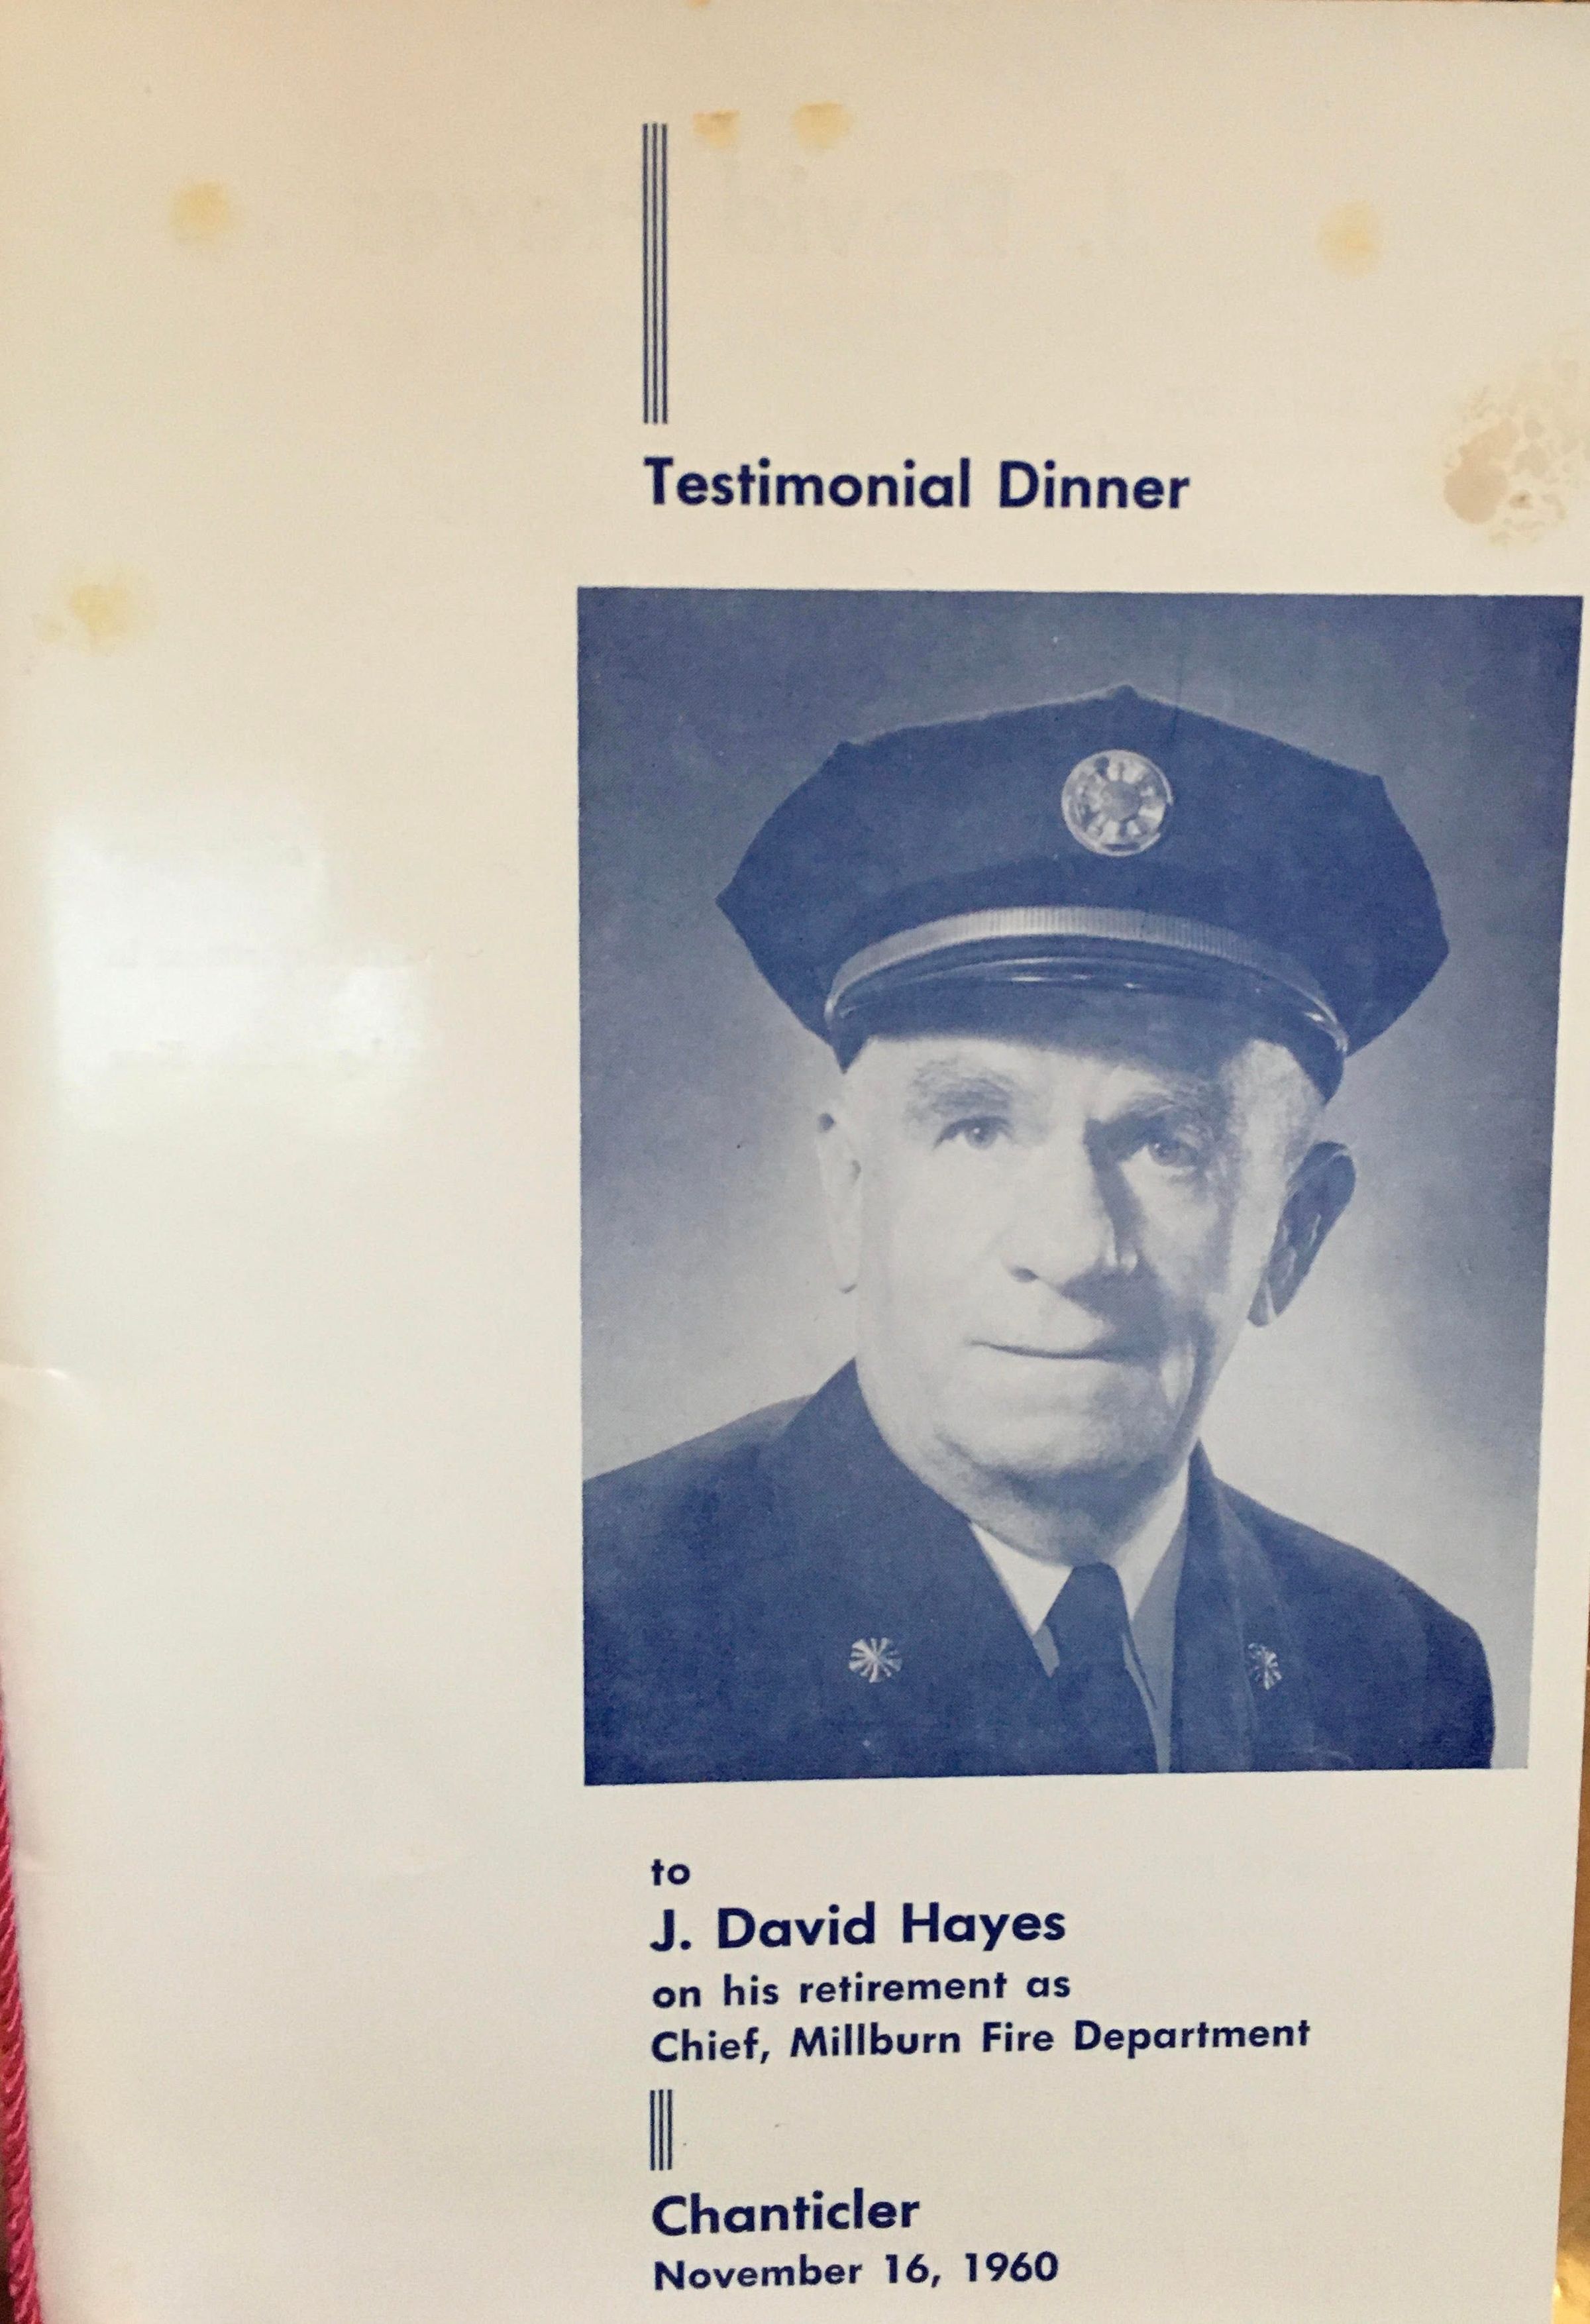 Testimonial Dinner
to
J. David Hayes
on his retirement as
Chief, Millburn Fire Department
Chanticler
November 16, 1960